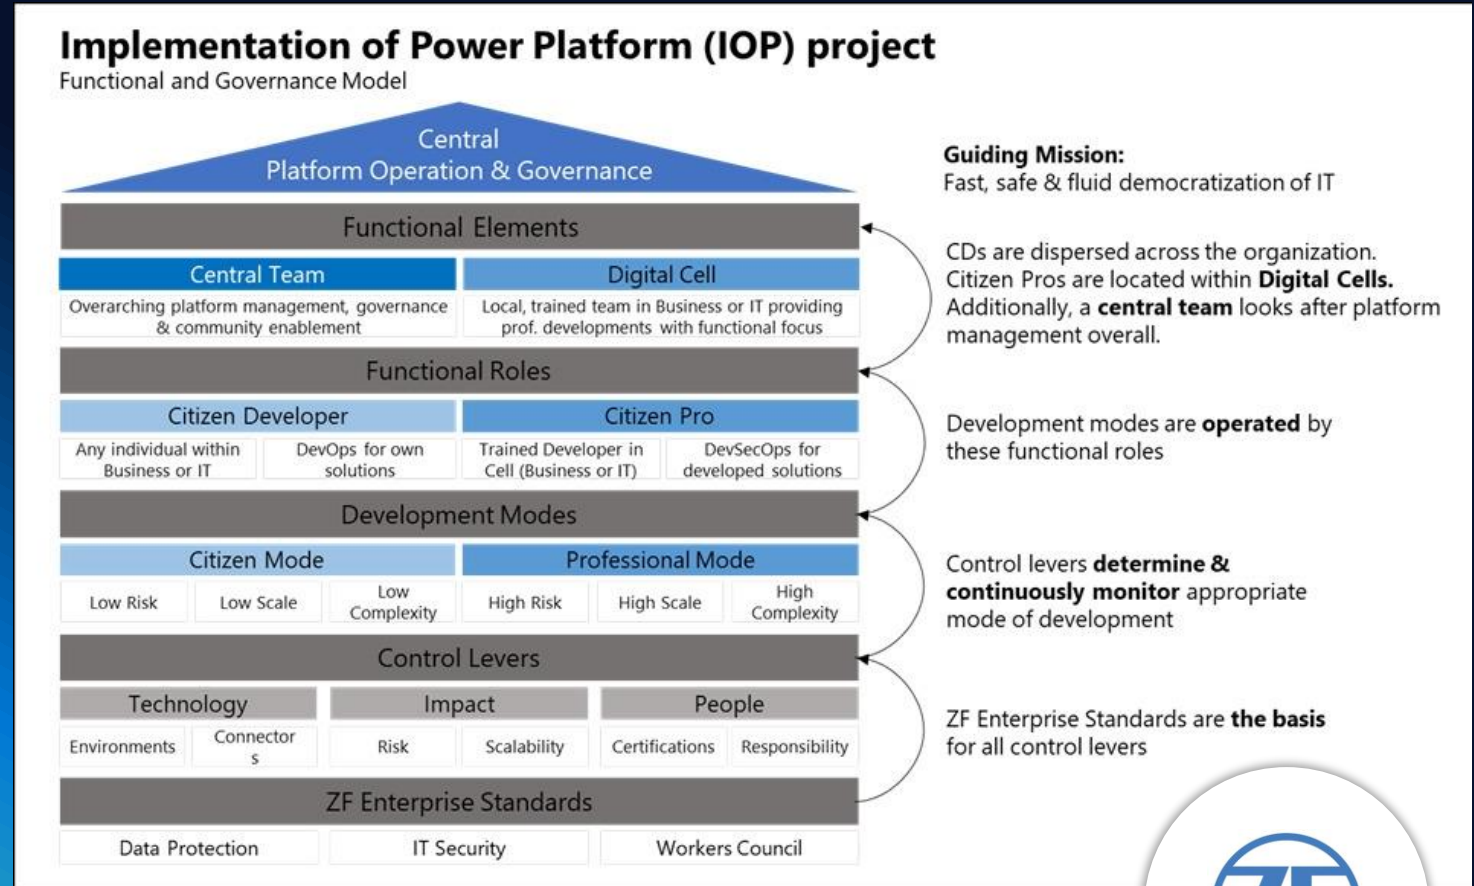 Implementation of Power Platform (IOP) project
Functional and Governance Model
Central
Platform Operation & Governance
Functional Elements
Central Team
Digital Cell
Overarching platform management, governance
& community enablement
Local, trained team in Business or IT providing
prof. developments with functional focus
Functional Roles
Citizen Developer
Citizen Pro
Any individual within
Business or IT
DevOps for own
solutions
Trained Developer in
Cell (Business or IT)
DevSecOps for
developed solutions
Development Modes
Citizen Mode
Professional Mode
Low Risk
Low Scale
Low
Complexity
High Risk
High Scale
High
Complexity
Control Levers
Technology
Impact
People
Environments
Connector
s
Risk
Scalability
Certifications
Responsibility
ZF Enterprise Standards
Data Protection
IT Security
Workers Council
Guiding Mission:
Fast, safe & fluid democratization of IT
CDs are dispersed across the organization.
Citizen Pros are located within Digital Cells.
Additionally, a central team looks after platform
management overall.
Development modes are operated by
these functional roles
Control levers determine &
continuously monitor appropriate
mode of development
ZF Enterprise Standards are the basis
for all control levers
ZF